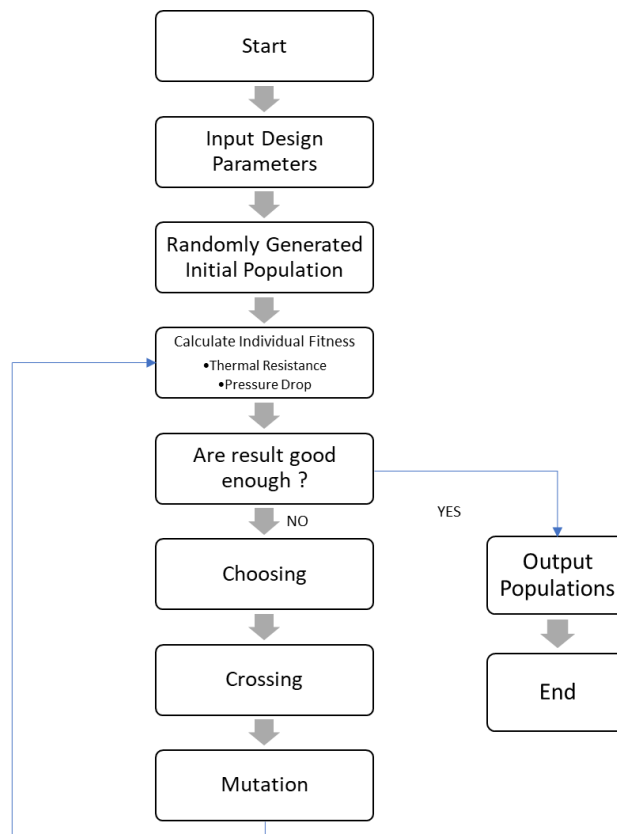 Start
Input Design
Parameters
Randomly Generated
Initial Population
Calculate Individual Fitness
•Thermal Resistance
•Pressure Drop
Are result good
enough ?
NO
YES
Choosing
Output
Populations
Crossing
End
Mutation